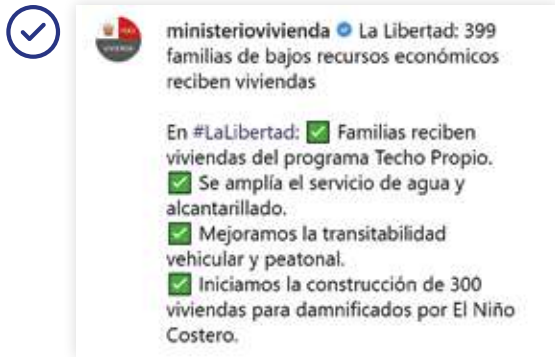 ministeriovivienda La Libertad: 399
familias de bajos recursos económicos
reciben viviendas
En #LaLibertad: ✅ Familias reciben
viviendas del programa Techo Propio.
✅ Se amplía el servicio de agua y
alcantarillado.
✅ Mejoramos la transitabilidad
vehicular y peatonal.
✅ Iniciamos la construcción de 300
viviendas para damnificados por El Niño
Costero.